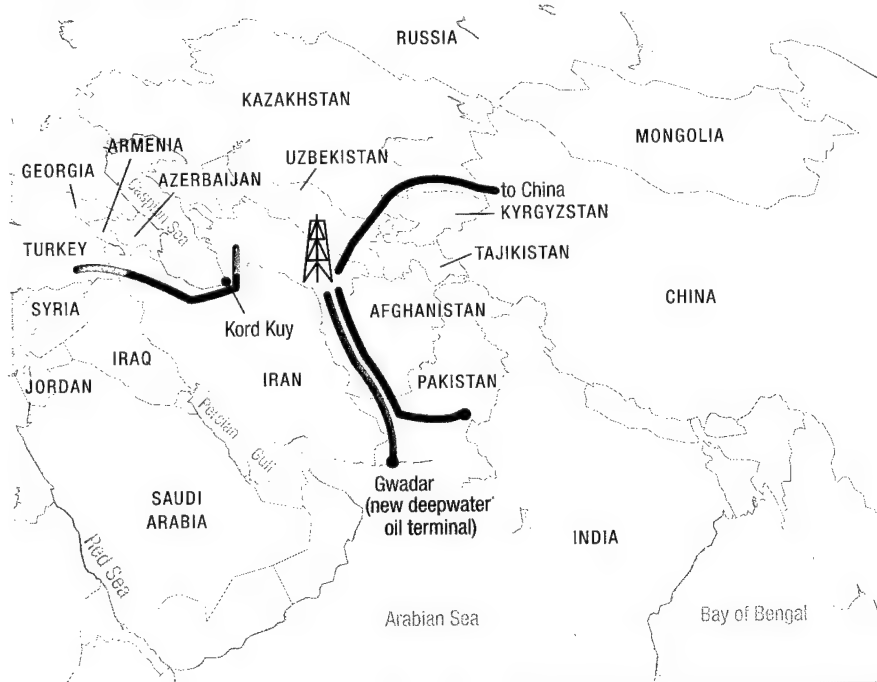 RUSSIA
KAZAKHSTAN
MONGOLIA
ARMENIA
UZBEKISTAN
GEORGIA
AZERBAIJAN
Caspian Sea
to China
KYRGYZSTAN
TURKEY
TAJIKISTAN
CHINA
SYRIA
AFGHANISTAN
Kord Kuy
IRAQ
IRAN
PAKISTAN
JORDAN
Persian
Gulf
Gwadar
(new deepwater
oil terminal)
SAUDI
ARABIA
INDIA
Red Sea
Arabian Sea
Bay of Bengal